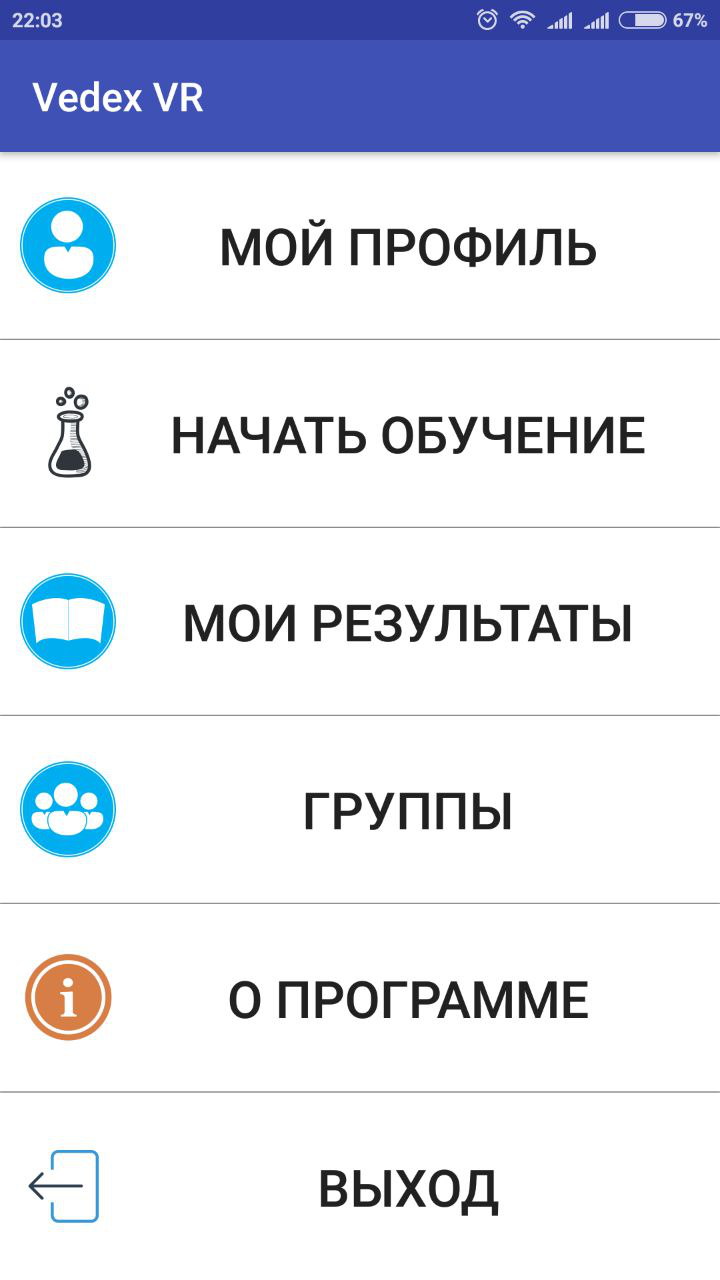 22:03 67%
Vedex VR
МОЙ ПРОФИЛЬ
НАЧАТЬ ОБУЧЕНИЕ
МОИ РЕЗУЛЬТАТЫ
ГРУППЫ
О ПРОГРАММЕ
ВЫХОД